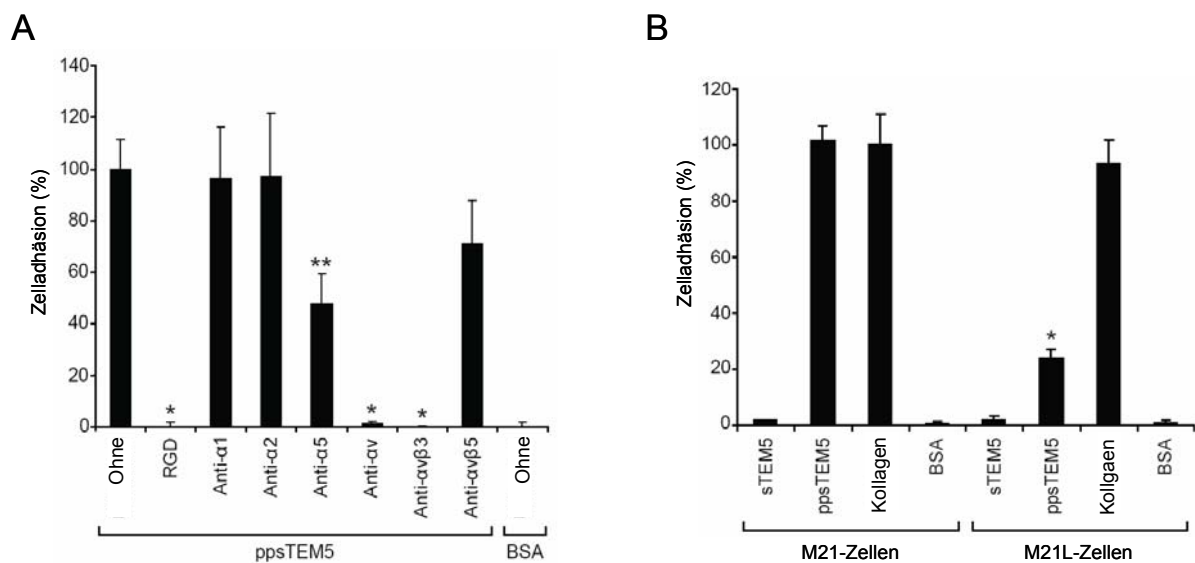 A
Zelladhäsion (%)
140
120
100
80
60
40
20
0
*
**
*
*
Ohne
RGD
Anti-α1
Anti-α2
Anti-α5
Anti-αv
Anti-αvβ3
Anti-αvβ5
Ohne
ppsTEM5
BSA
B
Zelladhäsion (%)
120
100
80
60
40
20
0
*
sTEM5
ppsTEM5
Kollagen
BSA
sTEM5
ppsTEM5
Kollgaen
BSA
M21-Zellen
M21L-Zellen